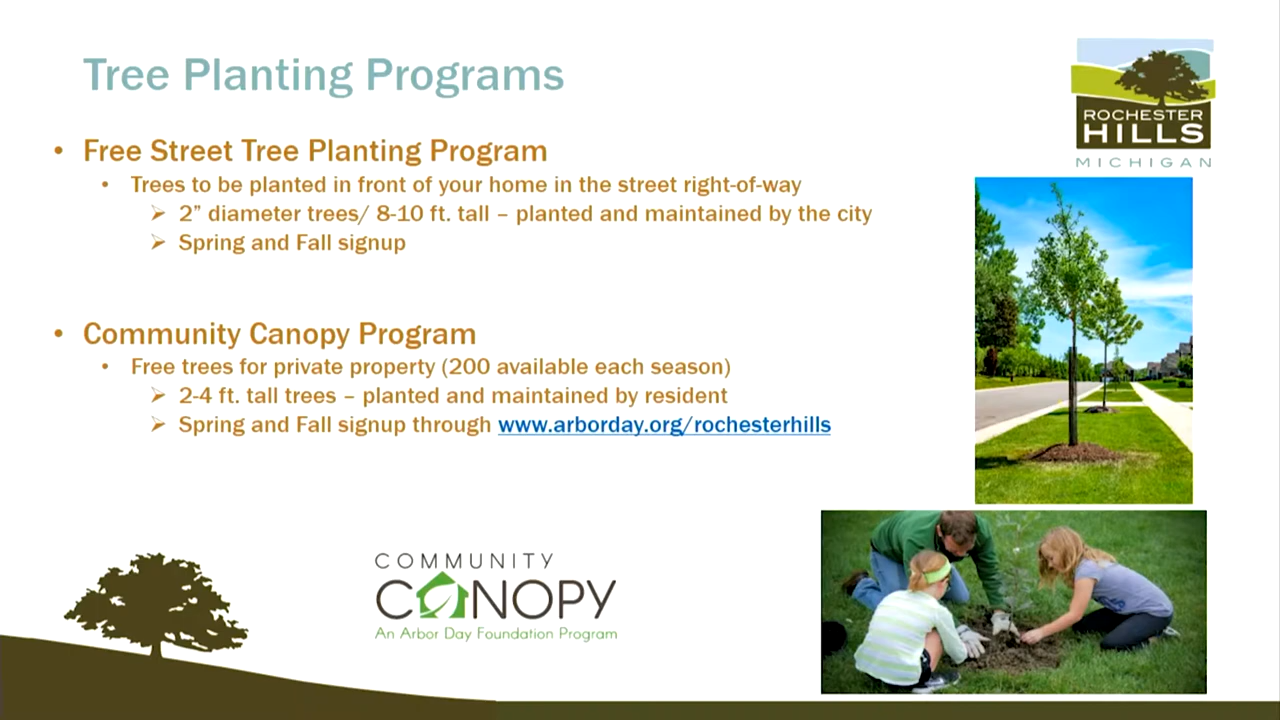 Tree Planting Programs
ROCHESTER
HILLS
MICHIGAN
• Free Street Tree Planting Program
• Trees to be planted in front of your home in the street right-of-way
➢ 2” diameter trees/ 8-10 ft. tall – planted and maintained by the city
➢ Spring and Fall signup
• Community Canopy Program
• Free trees for private property (200 available each season)
➢ 2-4 ft. tall trees – planted and maintained by resident
➢ Spring and Fall signup through www.arborday.org/rochesterhills
COMMUNITY
CANOPY
An Arbor Day Foundation Program